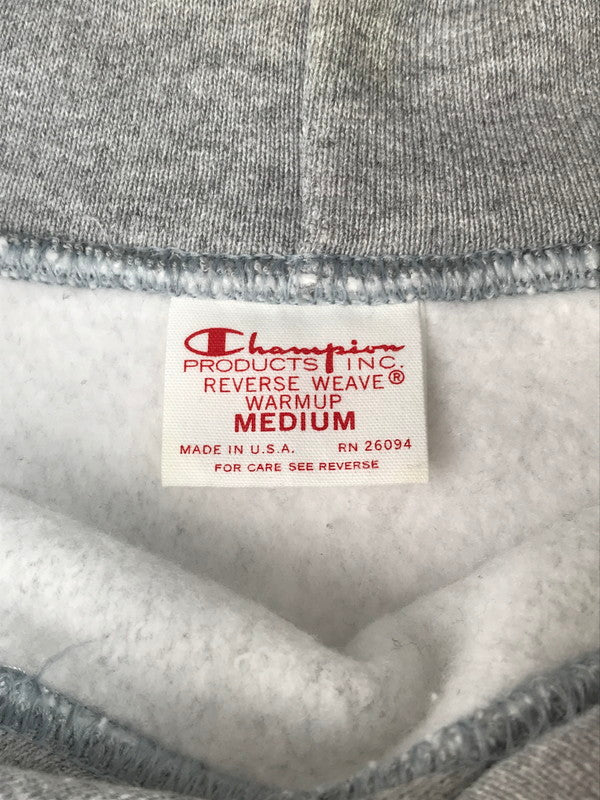 Champion
PRODUCTS INC.
REVERSE WEAVE®
WARMUP
MEDIUM
MADE IN U.S.A. RN 26094
FOR CARE SEE REVERSE